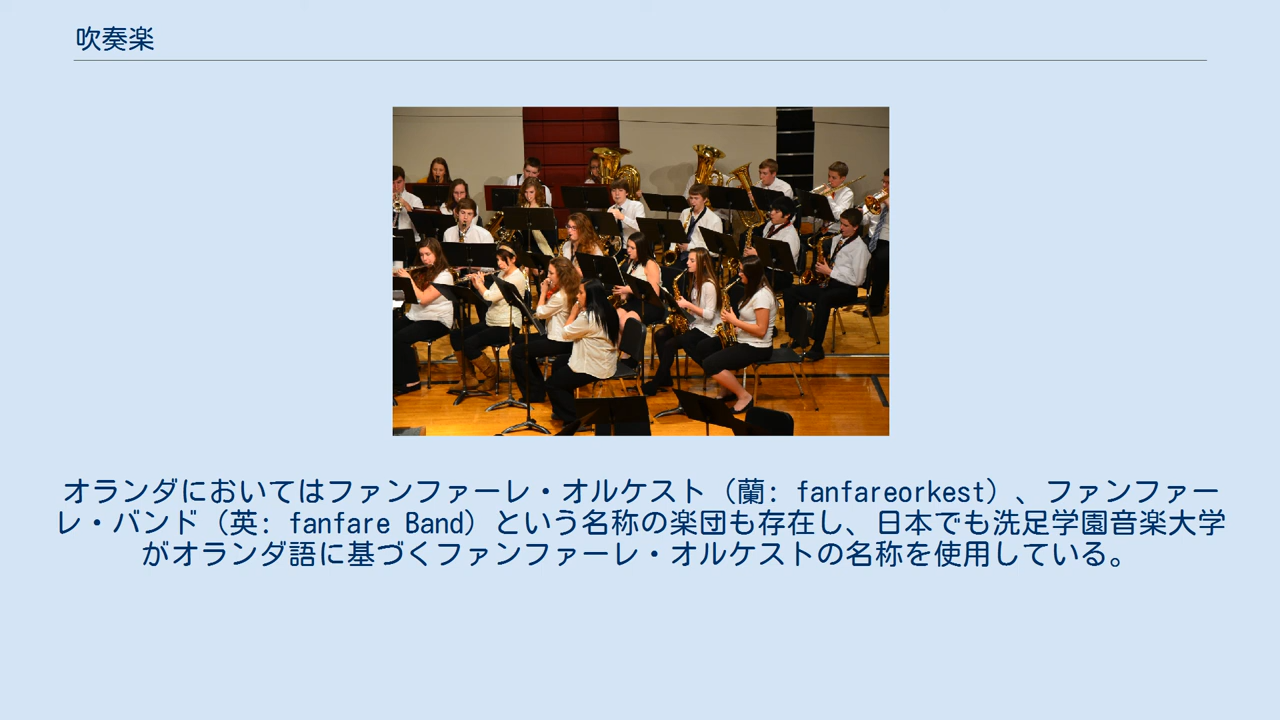 吹奏楽
オランダにおいてはファンファーレ・オルケスト（蘭: fanfareorkest）、ファンファー
レ・バンド（英: fanfare Band）という名称の楽団も存在し、日本でも洗足学園音楽大学
がオランダ語に基づくファンファーレ・オルケストの名称を使用している。